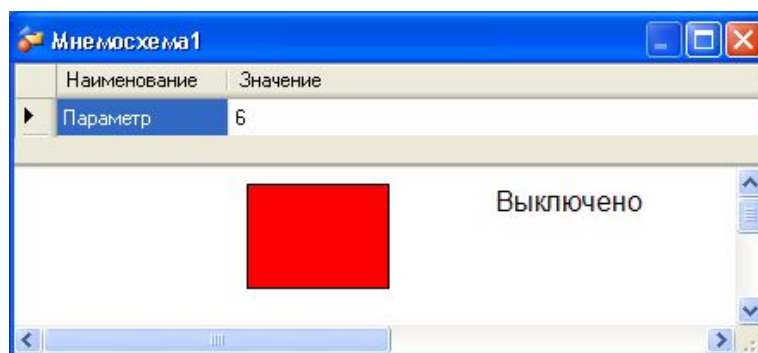 Мнемосхема1
Наименование Значение
Параметр 6
Выключено